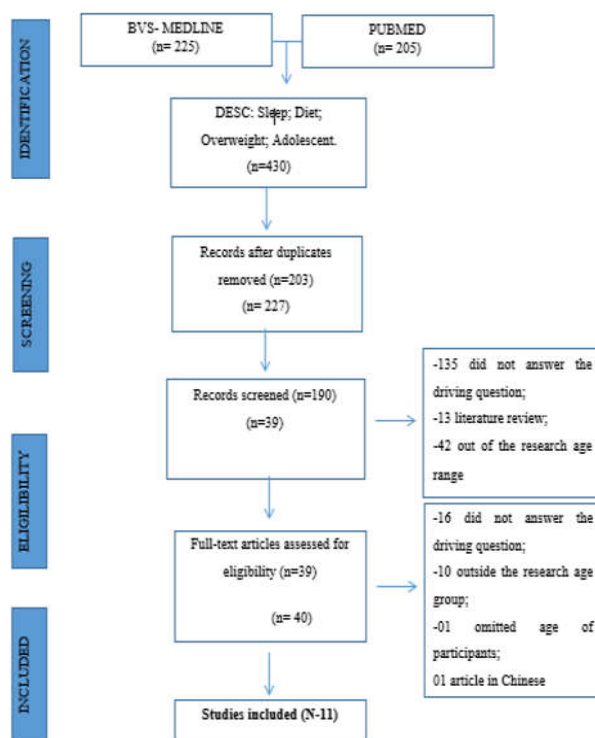 BVS- MEDLINE
(n= 225)
PUBMED
(n= 205)
IDENTIFICATION
DESC: Sleep; Diet;
Overweight; Adolescent.
(n=430)
SCREENING
Records after duplicates
removed (n=203)
(n= 227)
Records screened (n=190)
(n=39)
-135 did not answer the
driving question;
-13 literature review;
-42 out of the research age
range
ELIGILIBILITY
Full-text articles assessed for
eligibility (n=39)
(n= 40)
-16 did not answer the
driving question;
-10 outside the research age
group;
-01 omitted age of
participants;
01 article in Chinese
INCLUDED
Studies included (N-11)